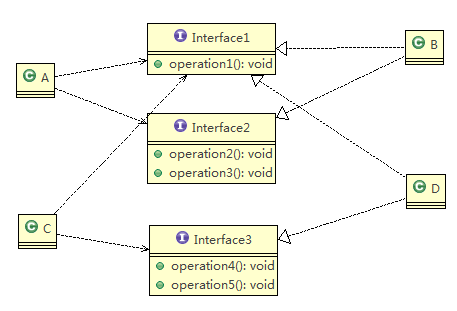 I Interface1
operation1(): void
C A
C B
I Interface2
operation2(): void
operation3(): void
C C
C D
I Interface3
operation4(): void
operation5(): void